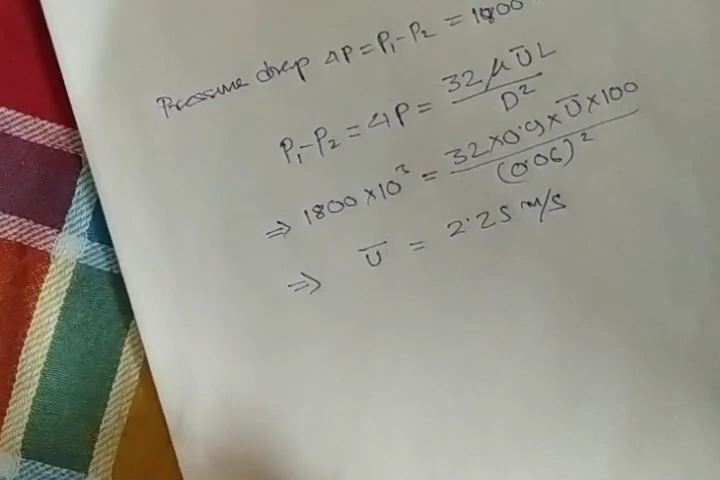 Pressure drop ΔP = P₁-P₂ = 1800
P₁-P₂ = ΔP = 32 μ Ū L / D²
⇒ 1800 × 10³ = 32 × 0.9 × Ū × 100 / (0.06)²
⇒ Ū = 2.25 m/s